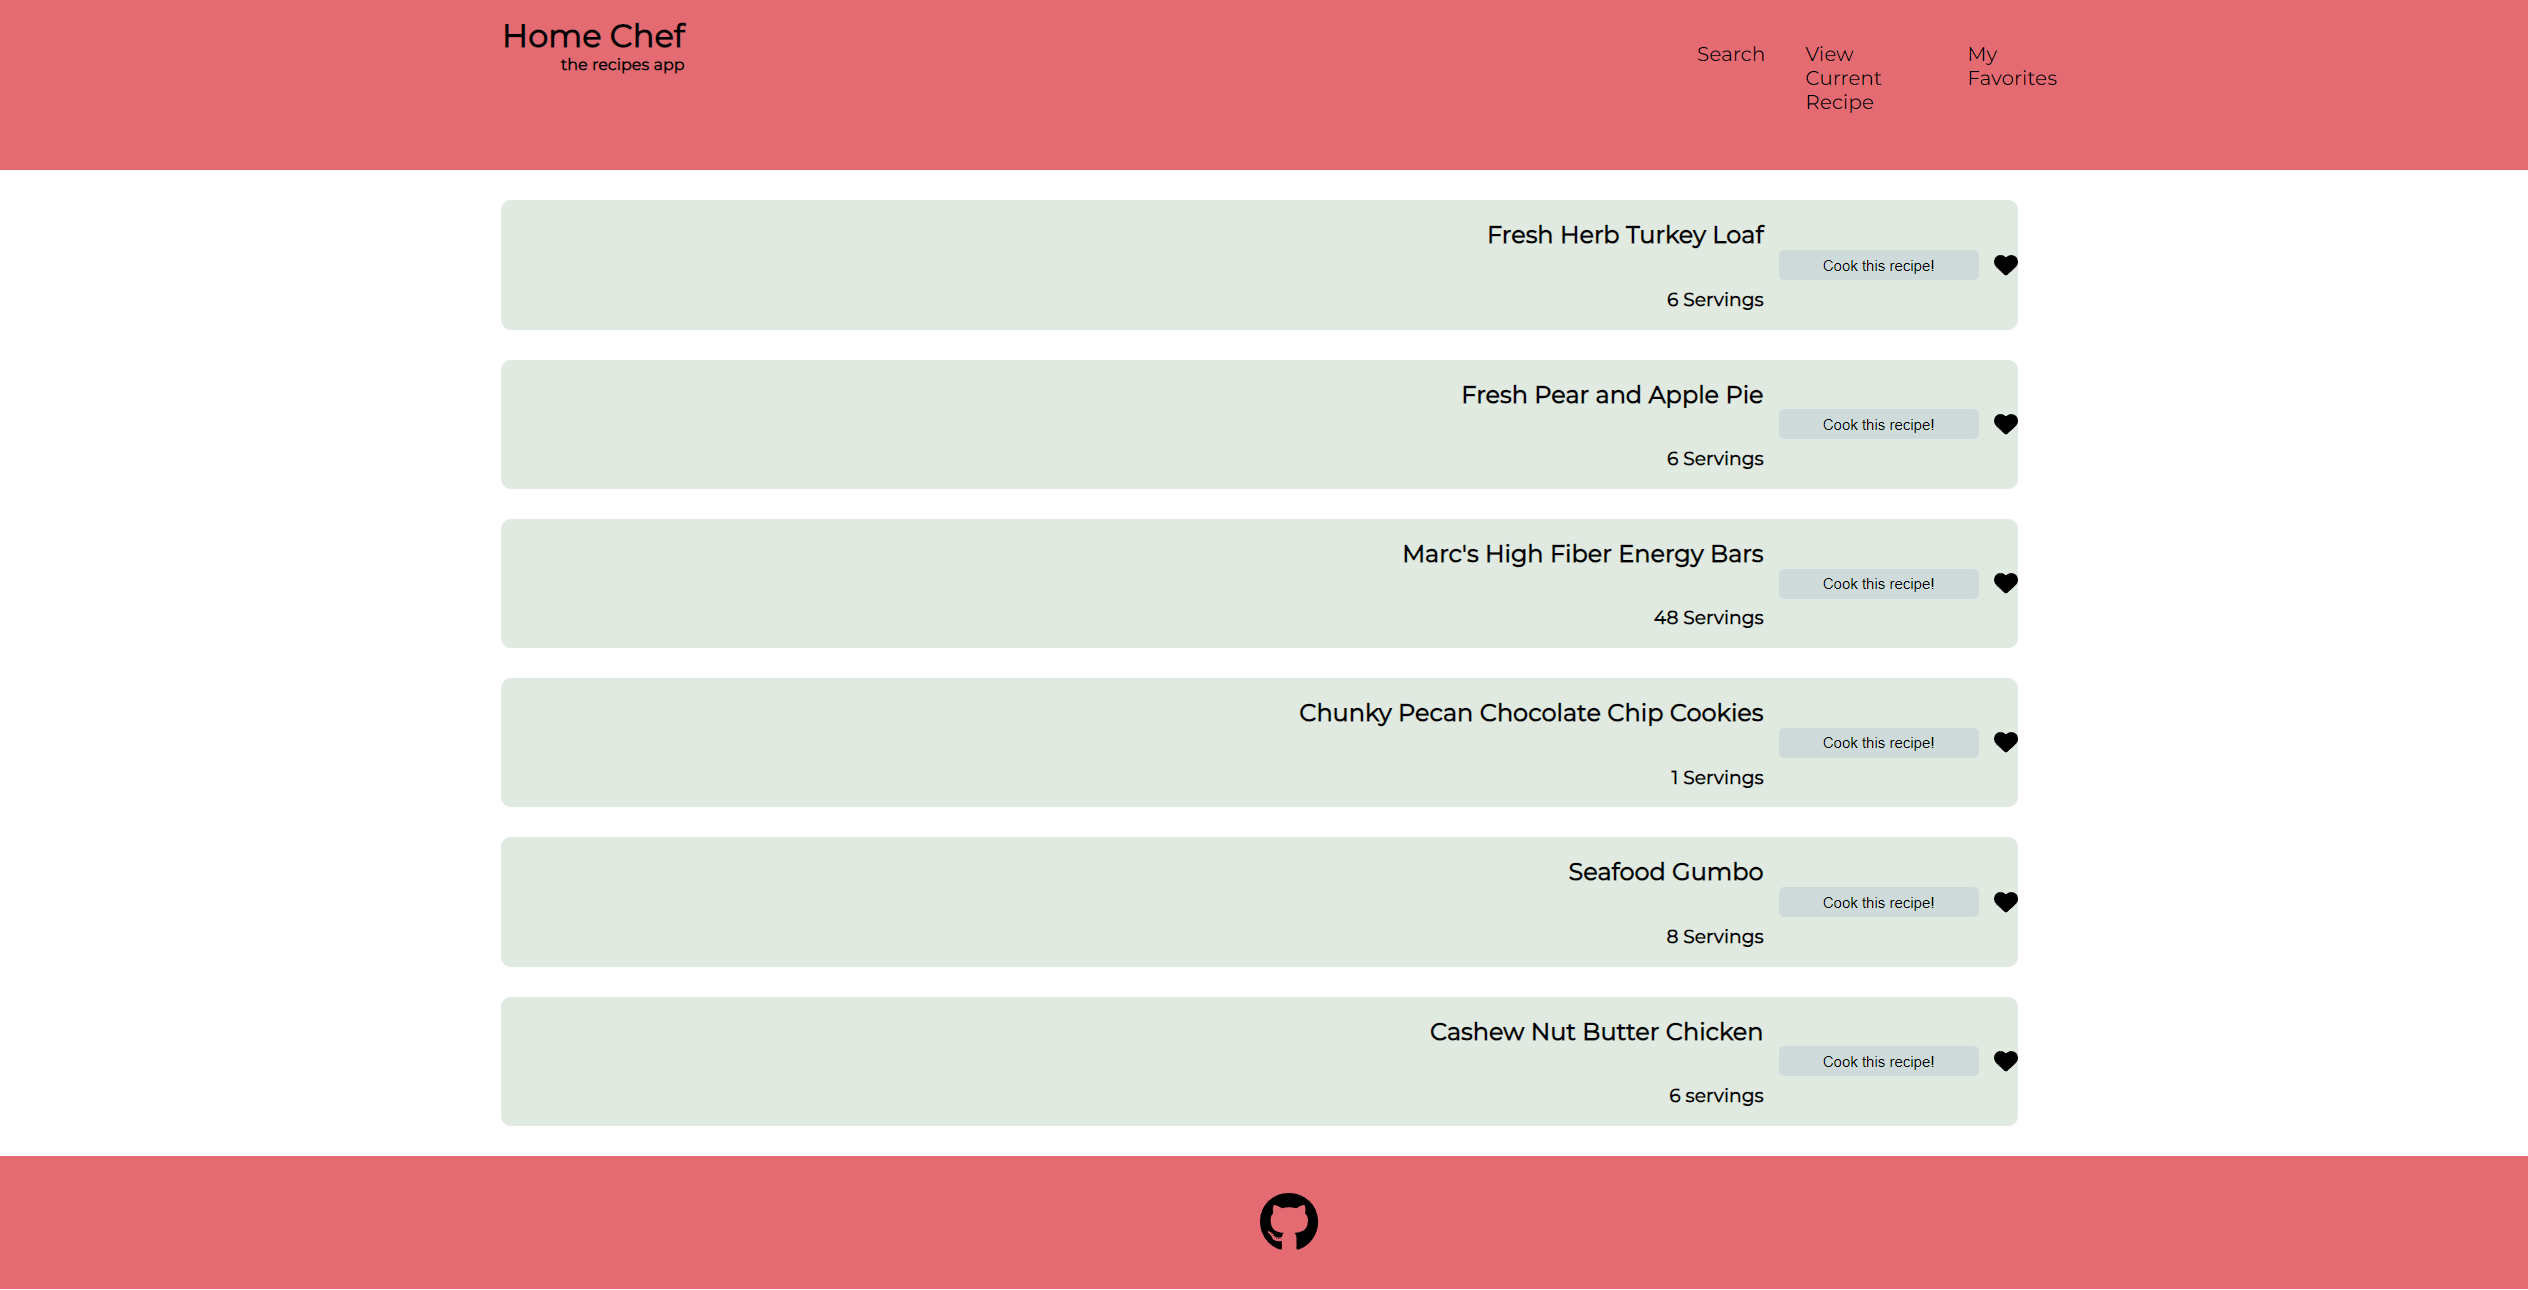 Home Chef
the recipes app
Search
View
Current
Recipe
My
Favorites
Fresh Herb Turkey Loaf
Cook this recipe!
6 Servings
Fresh Pear and Apple Pie
Cook this recipe!
6 Servings
Marc's High Fiber Energy Bars
Cook this recipe!
48 Servings
Chunky Pecan Chocolate Chip Cookies
Cook this recipe!
1 Servings
Seafood Gumbo
Cook this recipe!
8 Servings
Cashew Nut Butter Chicken
Cook this recipe!
6 servings